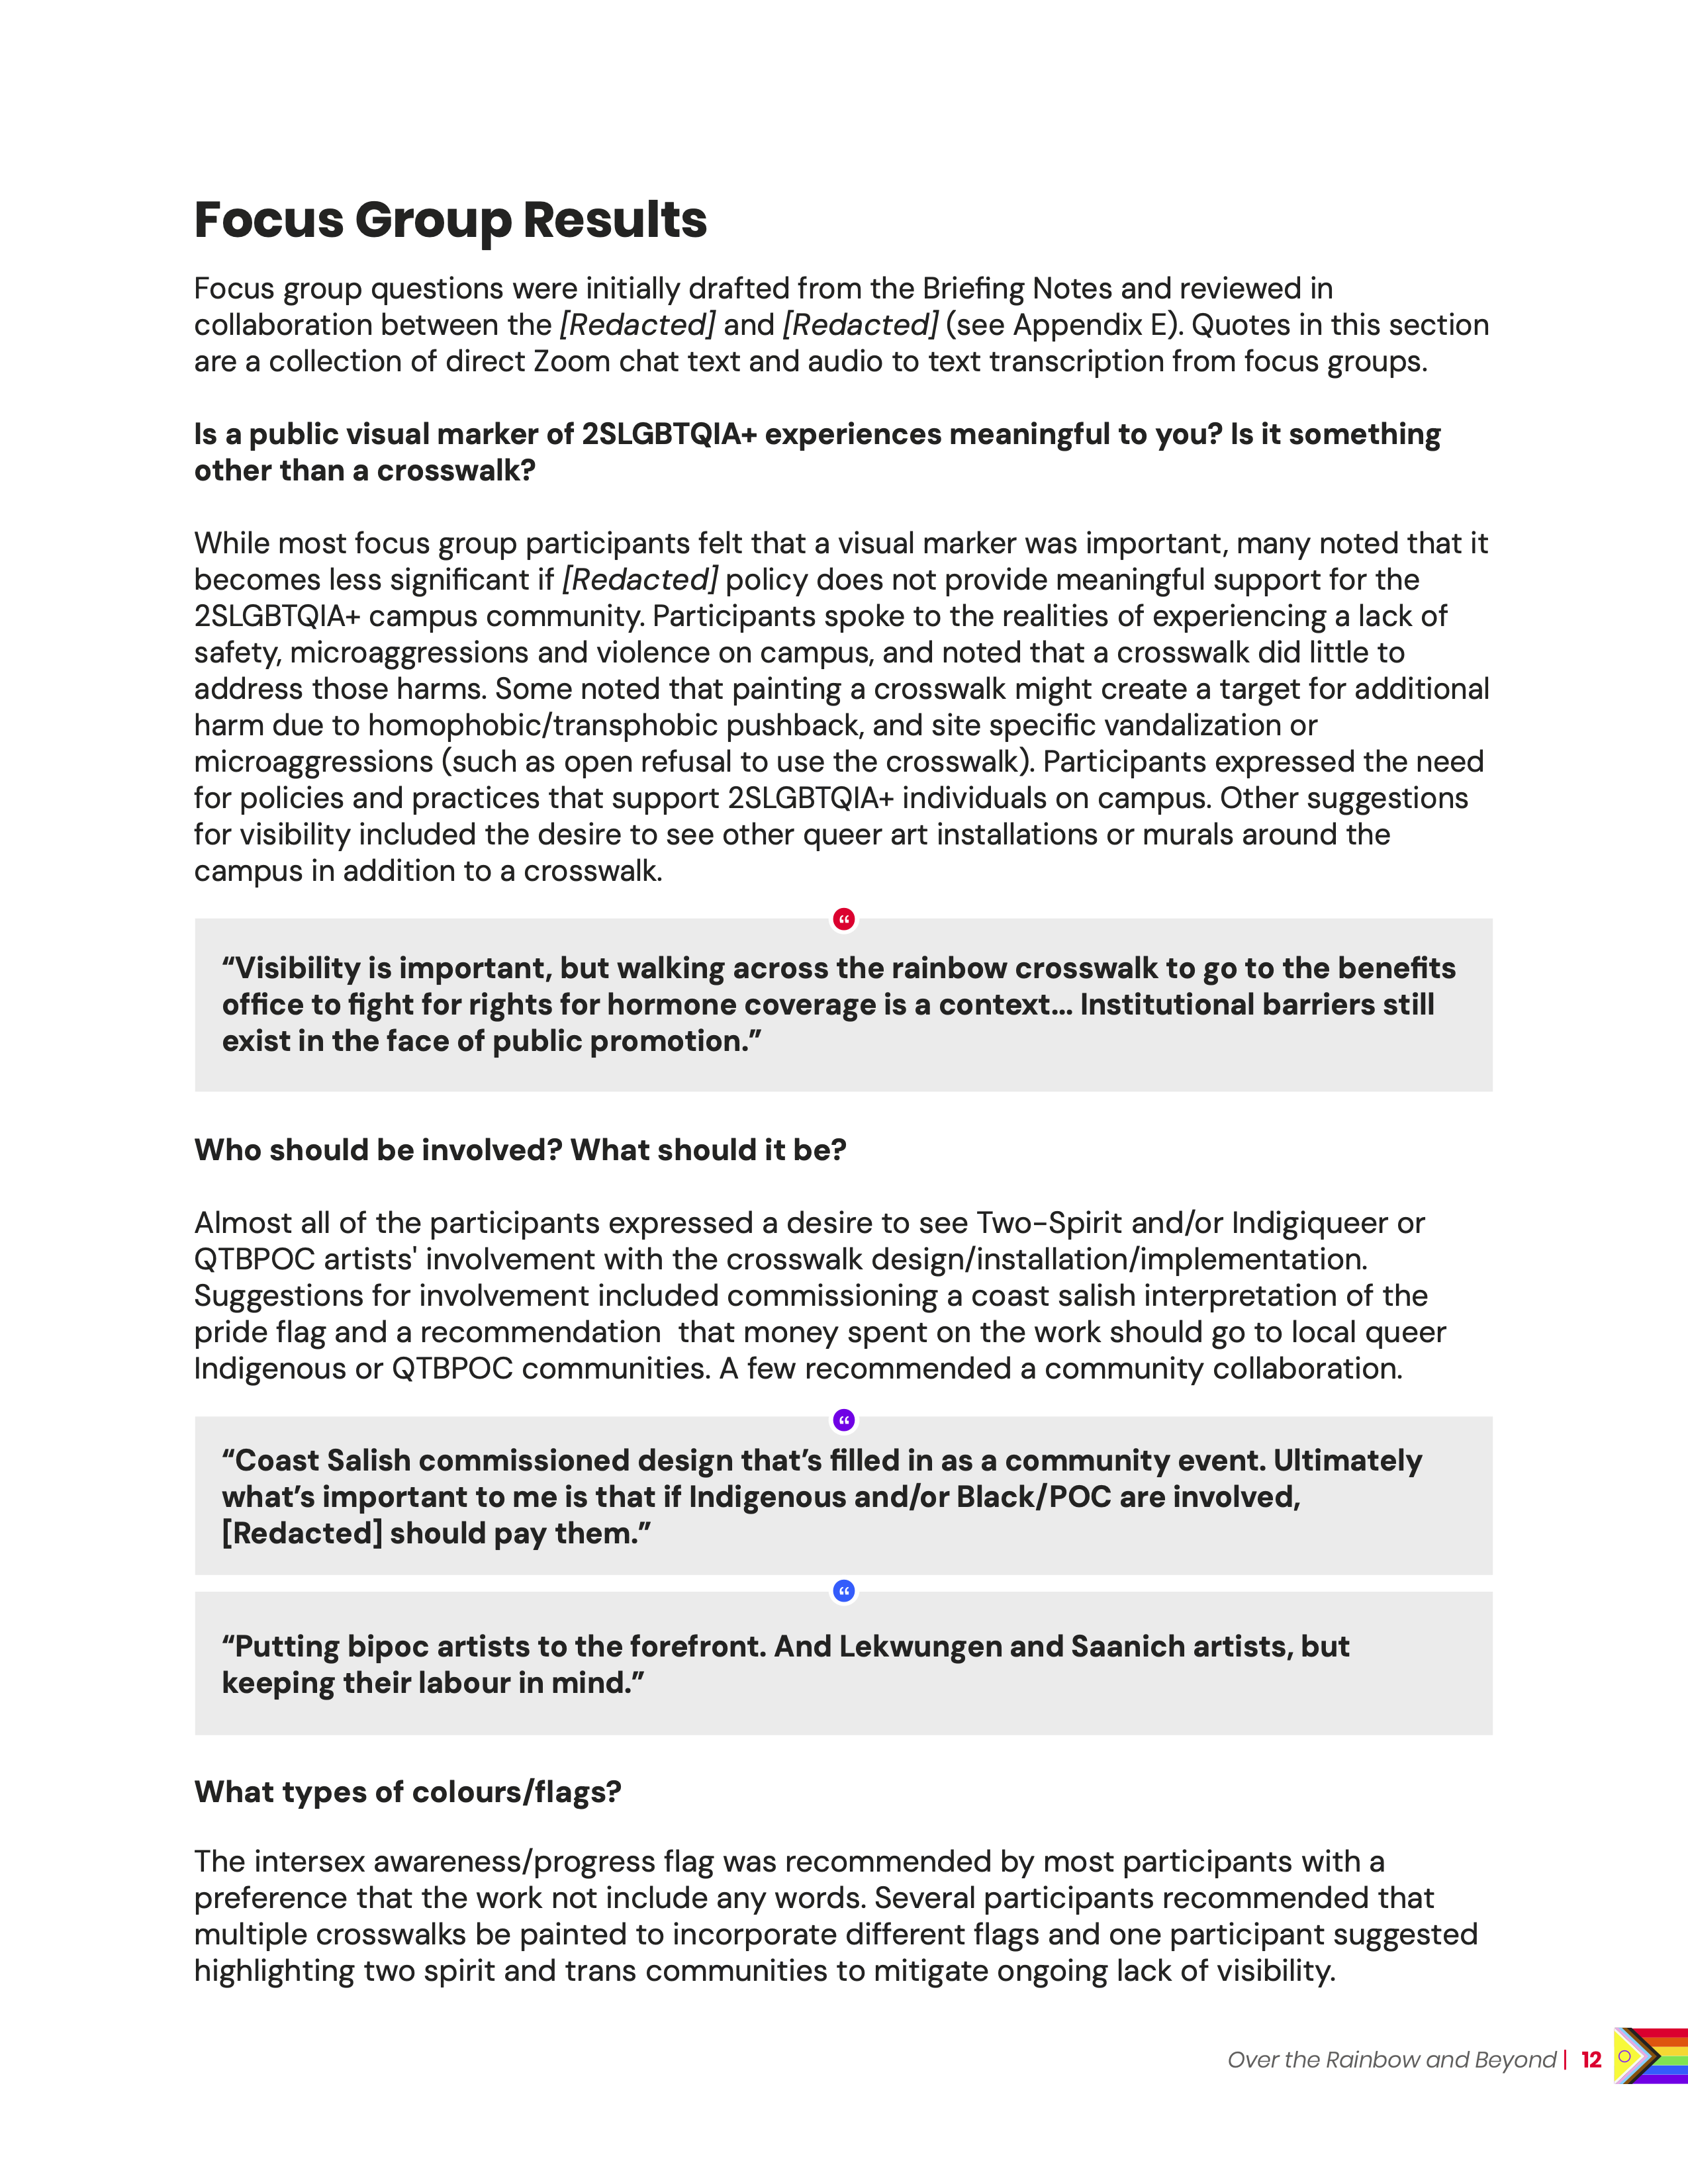 Focus Group Results
Focus group questions were initially drafted from the Briefing Notes and reviewed in
collaboration between the [Redacted] and [Redacted] (see Appendix E). Quotes in this section
are a collection of direct Zoom chat text and audio to text transcription from focus groups.
Is a public visual marker of 2SLGBTQIA+ experiences meaningful to you? Is it something
other than a crosswalk?
While most focus group participants felt that a visual marker was important, many noted that it
becomes less significant if [Redacted] policy does not provide meaningful support for the
2SLGBTQIA+ campus community. Participants spoke to the realities of experiencing a lack of
safety, microaggressions and violence on campus, and noted that a crosswalk did little to
address those harms. Some noted that painting a crosswalk might create a target for additional
harm due to homophobic/transphobic pushback, and site specific vandalization or
microaggressions (such as open refusal to use the crosswalk). Participants expressed the need
for policies and practices that support 2SLGBTQIA+ individuals on campus. Other suggestions
for visibility included the desire to see other queer art installations or murals around the
campus in addition to a crosswalk.
“
“Visibility is important, but walking across the rainbow crosswalk to go to the benefits
office to fight for rights for hormone coverage is a context... Institutional barriers still
exist in the face of public promotion.”
Who should be involved? What should it be?
Almost all of the participants expressed a desire to see Two-Spirit and/or Indigiqueer or
QTBPOC artists' involvement with the crosswalk design/installation/implementation.
Suggestions for involvement included commissioning a coast salish interpretation of the
pride flag and a recommendation  that money spent on the work should go to local queer
Indigenous or QTBPOC communities. A few recommended a community collaboration.
“
“Coast Salish commissioned design that’s filled in as a community event. Ultimately
what’s important to me is that if Indigenous and/or Black/POC are involved,
[Redacted] should pay them.”
“
“Putting bipoc artists to the forefront. And Lekwungen and Saanich artists, but
keeping their labour in mind.”
What types of colours/flags?
The intersex awareness/progress flag was recommended by most participants with a
preference that the work not include any words. Several participants recommended that
multiple crosswalks be painted to incorporate different flags and one participant suggested
highlighting two spirit and trans communities to mitigate ongoing lack of visibility.
Over the Rainbow and Beyond | 12